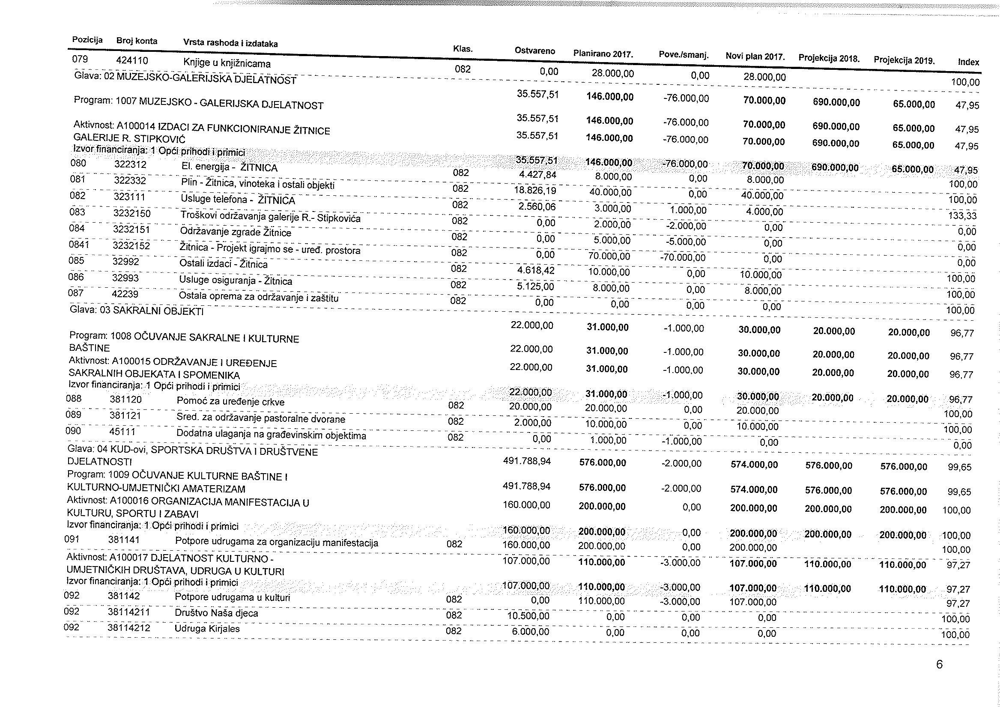 Pozicija Broj konta Vrsta rashoda i izdataka Klas. Ostvareno Planirano 2017. Pove./smanj. Novi plan 2017. Projekcija 2018. Projekcija 2019. Index
079 424110 Knjige u knjižnicama 082 0,00 28.000,00 0,00 28.000,00 100,00
Glava: 02 MUZEJSKO-GALERIJSKA DJELATNOST 35.557,51 146.000,00 -76.000,00 70.000,00 690.000,00 65.000,00 47,95
Program: 1007 MUZEJSKO - GALERIJSKA DJELATNOST 35.557,51 146.000,00 -76.000,00 70.000,00 690.000,00 65.000,00 47,95
Aktivnost: A100014 IZDACI ZA FUNKCIONIRANJE ŽITNICE 35.557,51 146.000,00 -76.000,00 70.000,00 690.000,00 65.000,00 47,95
GALERIJE R. STIPKOVIĆ
Izvor financiranja: 1 Opći prihodi i primici 35.557,51 146.000,00 -76.000,00 70.000,00 690.000,00 65.000,00 47,95
080 322312 El. energija - ŽITNICA 082 4.427,84 8.000,00 0,00 8.000,00 100,00
081 322332 Plin - Žitnica, vinoteka i ostali objekti 082 18.826,19 40.000,00 0,00 40.000,00 100,00
082 323111 Usluge telefona - ŽITNICA 082 2.560,06 3.000,00 1.000,00 4.000,00 133,33
083 3232150 Troškovi održavanja galerije R.- Stipkovića 082 0,00 2.000,00 -2.000,00 0,00 0,00
084 3232151 Održavanje zgrade Žitnice 082 0,00 5.000,00 -5.000,00 0,00 0,00
0841 3232152 Žitnica - Projekt igrajmo se - uređ. prostora 082 0,00 70.000,00 -70.000,00 0,00 0,00
085 32992 Ostali izdaci - Žitnica 082 4.618,42 10.000,00 0,00 10.000,00 100,00
086 32993 Usluge osiguranja - Žitnica 082 5.125,00 8.000,00 0,00 8.000,00 100,00
087 42239 Ostala oprema za održavanje i zaštitu 082 0,00 0,00 0,00 0,00 100,00
Glava: 03 SAKRALNI OBJEKTI 22.000,00 31.000,00 -1.000,00 30.000,00 20.000,00 20.000,00 96,77
Program: 1008 OČUVANJE SAKRALNE I KULTURNE 22.000,00 31.000,00 -1.000,00 30.000,00 20.000,00 20.000,00 96,77
BAŠTINE
Aktivnost: A100015 ODRŽAVANJE I UREĐENJE 22.000,00 31.000,00 -1.000,00 30.000,00 20.000,00 20.000,00 96,77
SAKRALNIH OBJEKATA I SPOMENIKA
Izvor financiranja: 1 Opći prihodi i primici 22.000,00 31.000,00 -1.000,00 30.000,00 20.000,00 20.000,00 96,77
088 381120 Pomoć za uređenje crkve 082 20.000,00 20.000,00 0,00 20.000,00 100,00
089 381121 Sred. za održavanje pastoralne dvorane 082 2.000,00 10.000,00 0,00 10.000,00 100,00
090 45111 Dodatna ulaganja na građevinskim objektima 082 0,00 1.000,00 -1.000,00 0,00 0,00
Glava: 04 KUD-ovi, SPORTSKA DRUŠTVA I DRUŠTVENE 491.788,94 576.000,00 -2.000,00 574.000,00 576.000,00 576.000,00 99,65
DJELATNOSTI
Program: 1009 OČUVANJE KULTURNE BAŠTINE I 491.788,94 576.000,00 -2.000,00 574.000,00 576.000,00 576.000,00 99,65
KULTURNO-UMJETNIČKI AMATERIZAM
Aktivnost: A100016 ORGANIZACIJA MANIFESTACIJA U 160.000,00 200.000,00 0,00 200.000,00 200.000,00 200.000,00 100,00
KULTURU, SPORTU I ZABAVI
Izvor financiranja: 1 Opći prihodi i primici 160.000,00 200.000,00 0,00 200.000,00 200.000,00 200.000,00 100,00
091 381141 Potpore udrugama za organizaciju manifestacija 082 160.000,00 200.000,00 0,00 200.000,00 100,00
Aktivnost: A100017 DJELATNOST KULTURNO - 107.000,00 110.000,00 -3.000,00 107.000,00 110.000,00 110.000,00 97,27
UMJETNIČKIH DRUŠTAVA, UDRUGA U KULTURI
Izvor financiranja: 1 Opći prihodi i primici 107.000,00 110.000,00 -3.000,00 107.000,00 110.000,00 110.000,00 97,27
092 381142 Potpore udrugama u kulturi 082 0,00 110.000,00 -3.000,00 107.000,00 97,27
092 38114211 Društvo Naša djeca 082 10.500,00 0,00 0,00 0,00 100,00
092 38114212 Udruga Kirjales 082 6.000,00 0,00 0,00 0,00 100,00
6